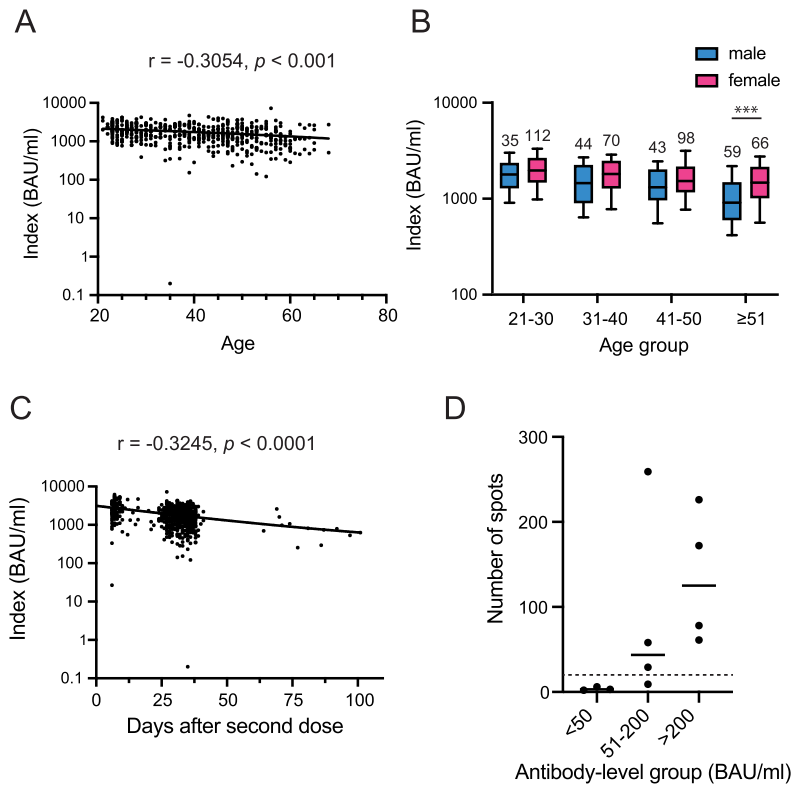 A
r = -0.3054, p < 0.001
Index (BAU/ml)
10000
1000
100
10
1
0.1
20 40 60 80
Age
B
male
female
Index (BAU/ml)
10000
1000
100
35 112 44 70 43 98 59 66
***
21-30 31-40 41-50 ≥51
Age group
C
r = -0.3245, p < 0.0001
Index (BAU/ml)
10000
1000
100
10
1
0.1
0 25 50 75 100
Days after second dose
D
Number of spots
300
200
100
0
<50 51-200 >200
Antibody-level group (BAU/ml)